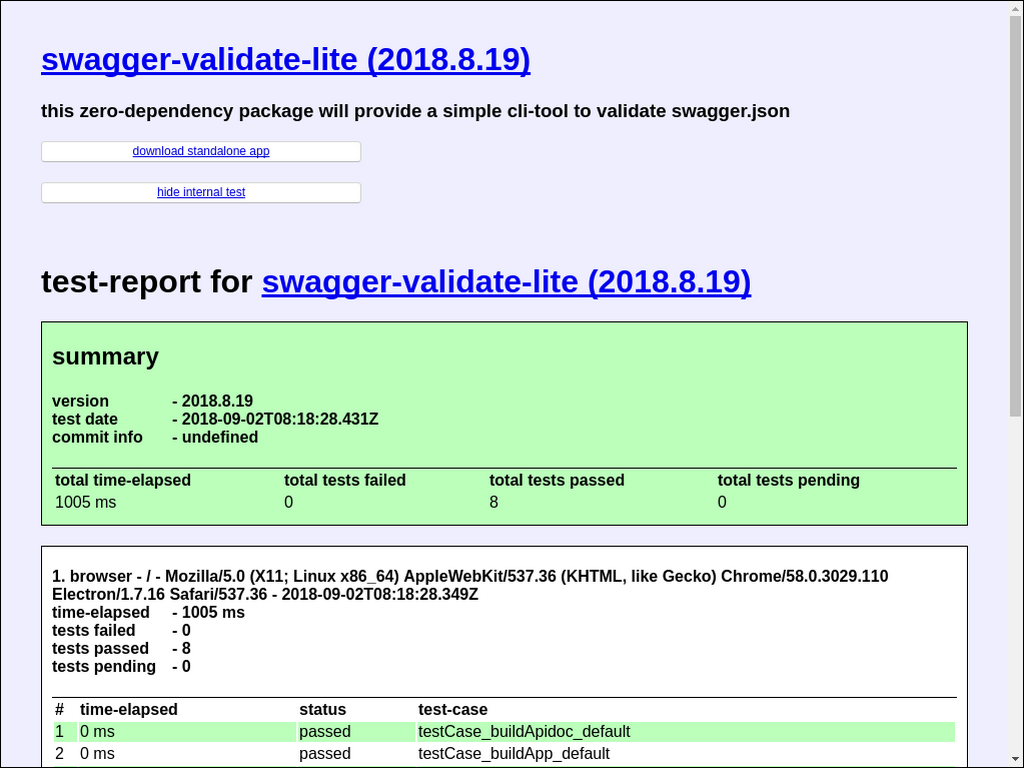 swagger-validate-lite (2018.8.19)
this zero-dependency package will provide a simple cli-tool to validate swagger.json
download standalone app
hide internal test
test-report for swagger-validate-lite (2018.8.19)
summary
version - 2018.8.19
test date - 2018-09-02T08:18:28.431Z
commit info - undefined
total time-elapsed total tests failed total tests passed total tests pending
1005 ms 0 8 0
1. browser - / - Mozilla/5.0 (X11; Linux x86_64) AppleWebKit/537.36 (KHTML, like Gecko) Chrome/58.0.3029.110
Electron/1.7.16 Safari/537.36 - 2018-09-02T08:18:28.349Z
time-elapsed - 1005 ms
tests failed - 0
tests passed - 8
tests pending - 0
# time-elapsed status test-case
1 0 ms passed testCase_buildApidoc_default
2 0 ms passed testCase_buildApp_default